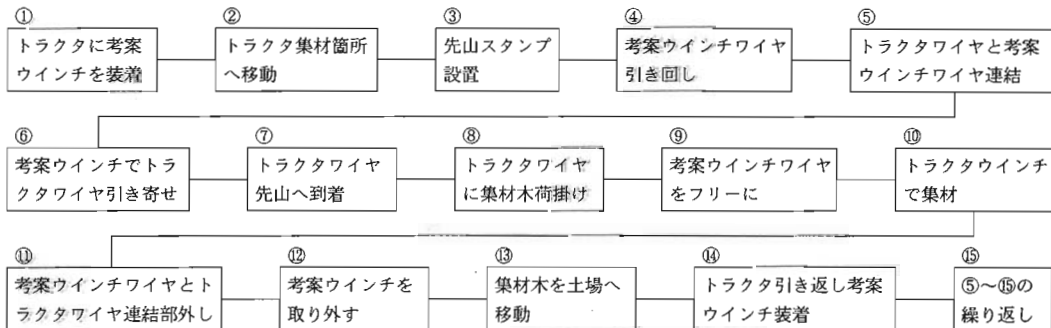 ①
トラクタに考案
ウインチを装着
②
トラクタ集材箇所
へ移動
③
先山スタンプ
設置
④
考案ウインチワイヤ
引き回し
⑤
トラクタワイヤと考案
ウインチワイヤ連結
⑥
考案ウインチでトラ
クタワイヤ引き寄せ
⑦
トラクタワイヤ
先山へ到着
⑧
トラクタワイヤ
に集材木荷掛け
⑨
考案ウインチワイヤ
をフリーに
⑩
トラクタウインチ
で集材
⑪
考案ウインチワイヤとト
ラクタワイヤ連結部外し
⑫
考案ウインチを
取り外す
⑬
集材木を土場へ
移動
⑭
トラクタ引き返し考案
ウインチ装着
⑮
⑤〜⑮の
繰り返し